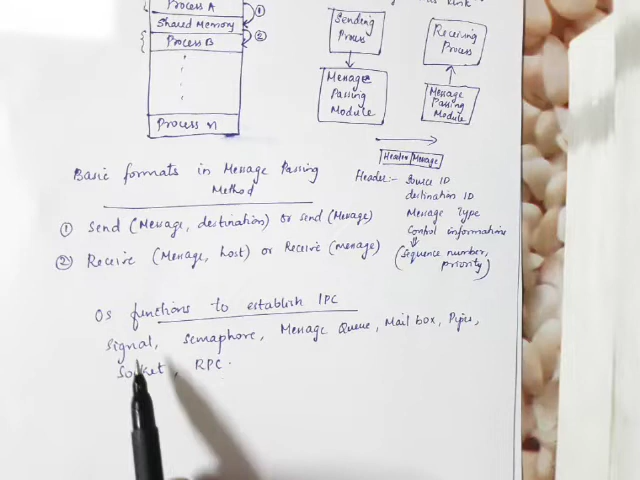 Process A
①
Shared Memory
②
Process B
Process n
Sending
Process
Message
Passing
Module
Receiving
Process
Message
Passing
Module
Header Message
Basic formats in Message Passing
Method
① Send (Message, destination) or send (Message)
② Receive (Message, host) or Receive (message)
Header:- Source ID
destination ID
Message Type
Control informations
(sequence number,
priority)
OS functions to establish IPC
Signal, Semaphore, Message Queue, Mail box, Pipes,
Socket, RPC.